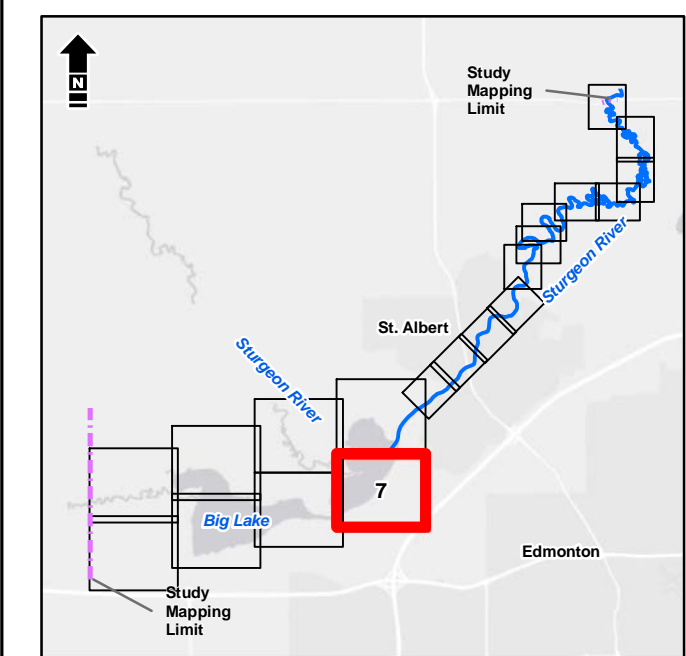 N
Study
Mapping
Limit
Sturgeon River
St. Albert
Sturgeon River
7
Big Lake
Edmonton
Study
Mapping
Limit